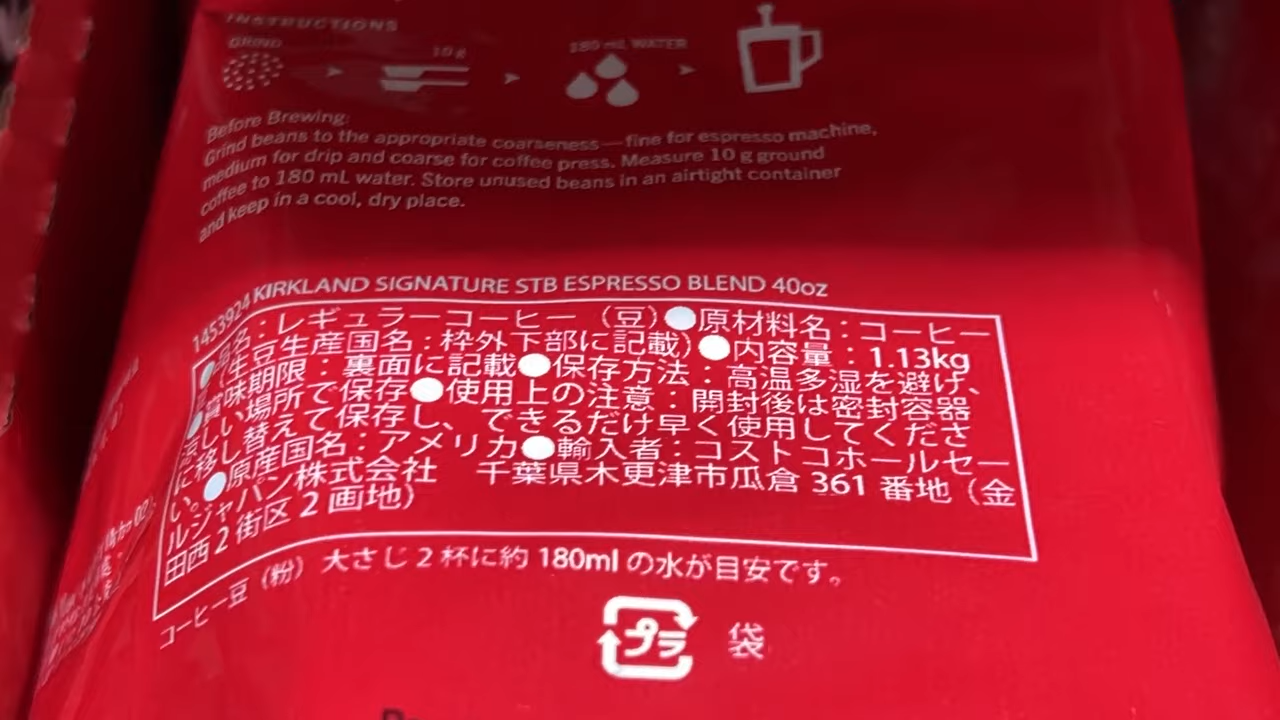 INSTRUCTIONS
GRIND
10 g
180 mL WATER
Before Brewing:
Grind beans to the appropriate coarseness—fine for espresso machine,
medium for drip and coarse for coffee press. Measure 10 g ground
coffee to 180 mL water. Store unused beans in an airtight container
and keep in a cool, dry place.
1453924 KIRKLAND SIGNATURE STB ESPRESSO BLEND 40oz
●品名：レギュラーコーヒー（豆）●原材料名：コーヒー
（生豆生産国名：枠外下部に記載）●内容量：1.13kg
●賞味期限：裏面に記載●保存方法：高温多湿を避け、
涼しい場所で保存●使用上の注意：開封後は密封容器
に移し替えて保存し、できるだけ早く使用してくださ
い。●原産国名：アメリカ●輸入者：コストコホールセー
ルジャパン株式会社　千葉県木更津市瓜倉 361 番地（金
田西 2 街区 2 画地）
コーヒー豆（粉）大さじ 2 杯に約 180ml の水が目安です。
プラ 袋